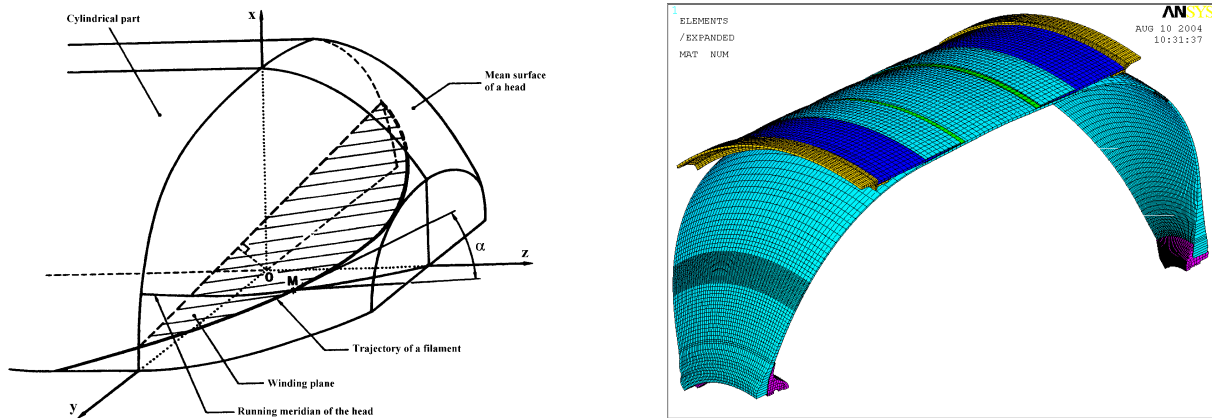 x
Cylindrical part
Mean surface
of a head
α
O
z
M
Trajectory of a filament
Winding plane
y
Running meridian of the head
1
ELEMENTS
/EXPANDED
MAT NUM
ANSYS
AUG 10 2004
10:31:37